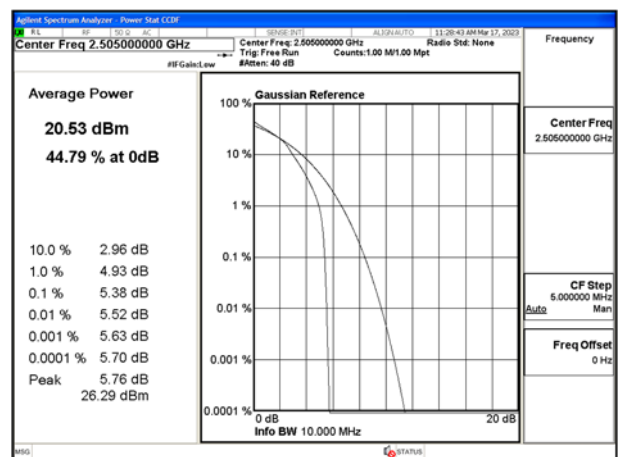 Agilent Spectrum Analyzer - Power Stat CCDF
RL RF 50 Ω AC SENSE:INT ALIGN AUTO 11:28:43 AM Mar 17, 2023
Center Freq 2.505000000 GHz
Center Freq: 2.505000000 GHz Radio Std: None
Trig: Free Run Counts:1.00 M/1.00 Mpt
#IFGain:Low #Atten: 40 dB
Frequency
Average Power
20.53 dBm
44.79 % at 0dB
10.0 % 2.96 dB
1.0 % 4.93 dB
0.1 % 5.38 dB
0.01 % 5.52 dB
0.001 % 5.63 dB
0.0001 % 5.70 dB
Peak 5.76 dB
26.29 dBm
Gaussian Reference
100 %
10 %
1 %
0.1 %
0.01 %
0.001 %
0.0001 %
0 dB 20 dB
Info BW 10.000 MHz
Center Freq
2.505000000 GHz
CF Step
5.000000 MHz
Auto Man
Freq Offset
0 Hz
MSG STATUS